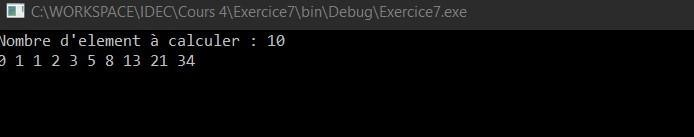 C:\WORKSPACE\IDEC\Cours 4\Exercice7\bin\Debug\Exercice7.exe
Nombre d'element à calculer : 10
0 1 1 2 3 5 8 13 21 34